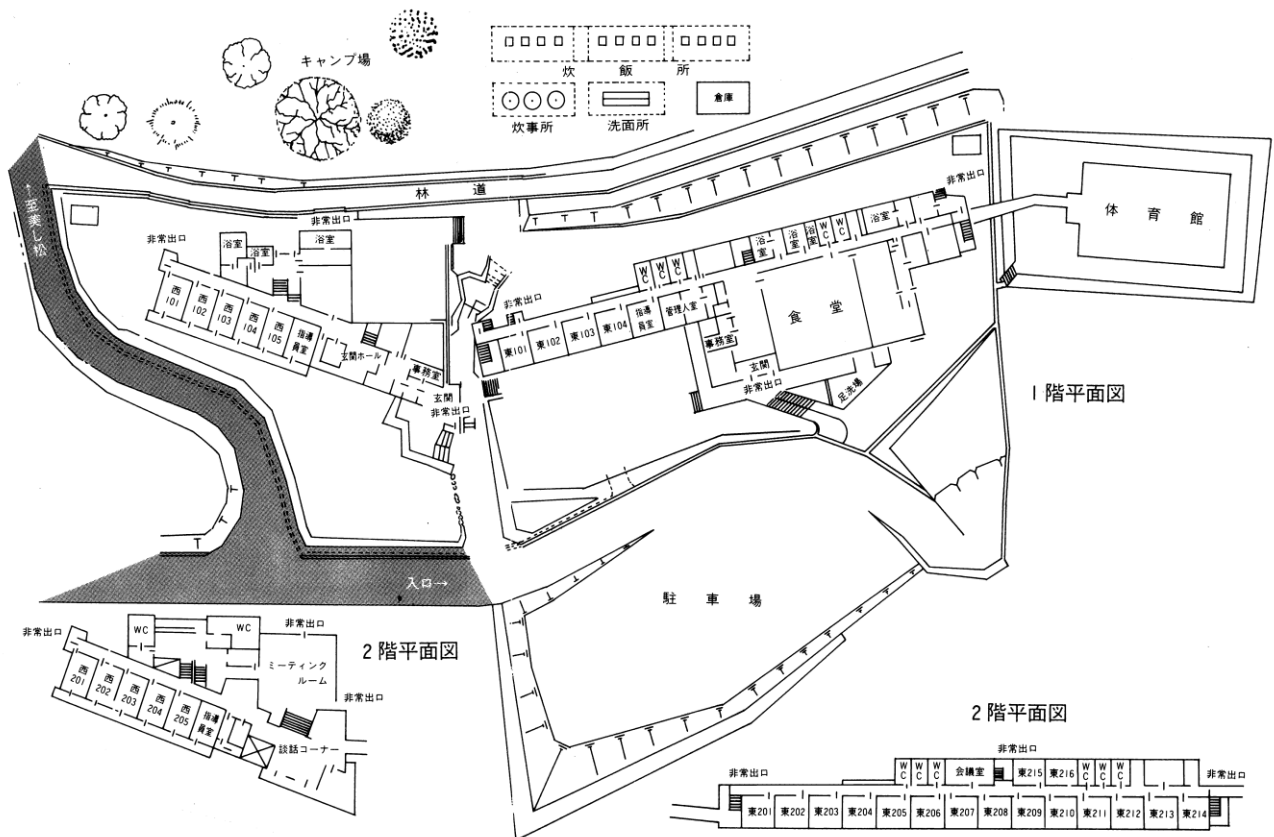 キャンプ場
炊飯所
炊事所
洗面所
倉庫
↑至美し松
林道
非常出口
非常出口
浴室
浴室
浴室
西101
西102
西103
西104
西105
指導員室
玄関ホール
事務室
玄関
非常出口
非常出口
東101
東102
東103
東104
指導員室
管理人室
WC
WC
WC
浴室
浴室
浴室
WC
WC
浴室
非常出口
体育館
食堂
事務室
玄関
非常出口
足洗場
1階平面図
入口→
駐車場
2階平面図
非常出口
WC
WC
非常出口
ミーティングルーム
非常出口
西201
西202
西203
西204
西205
指導員室
談話コーナー
2階平面図
非常出口
非常出口
非常出口
WC
WC
WC
会議室
東215
東216
WC
WC
WC
東201
東202
東203
東204
東205
東206
東207
東208
東209
東210
東211
東212
東213
東214